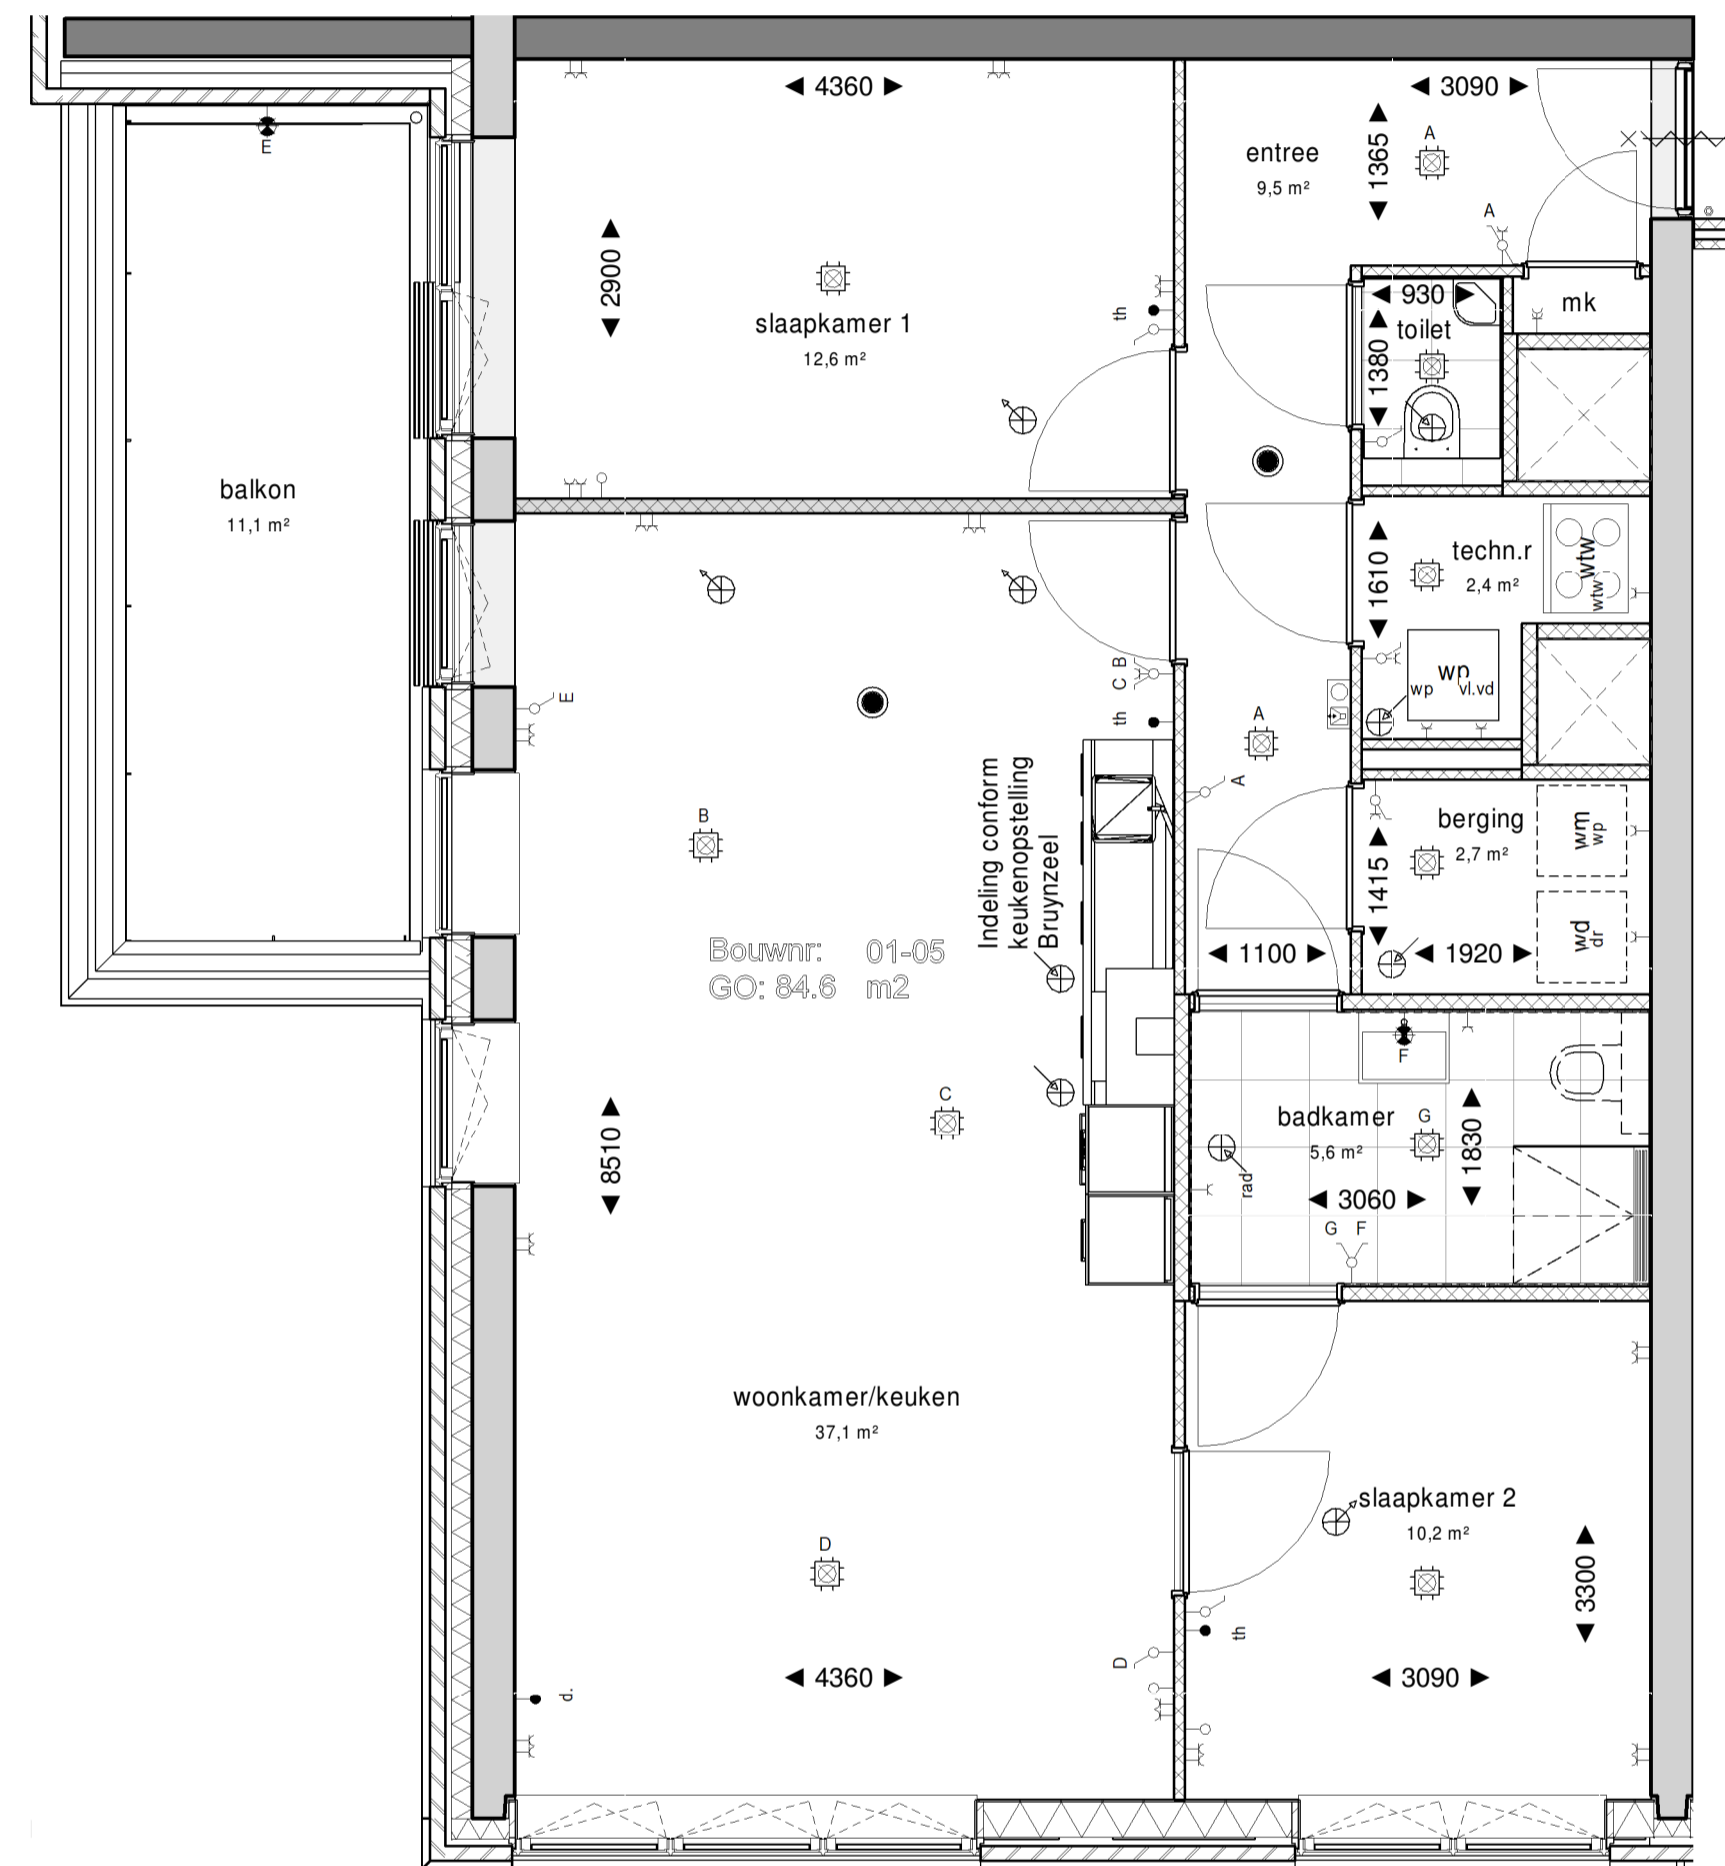 4360
3090
E
A
entree
9,5 m²
1365
A
2900
slaapkamer 1
12,6 m²
th
930
toilet
1380
mk
balkon
11,1 m²
techn.r
2,4 m²
1610
wtw
wtw
wp
wp
vl.vd
E
B
C
th
A
A
B
Indeling conform
keukenopstelling
Bruynzeel
berging
2,7 m²
1415
1920
wm
wp
wd
dr
Bouwnr: 01-05
GO: 84.6 m2
1100
F
badkamer
5,6 m²
G
1830
C
8510
rad
3060
G F
woonkamer/keuken
37,1 m²
slaapkamer 2
10,2 m²
D
3300
th
D
4360
3090
d.